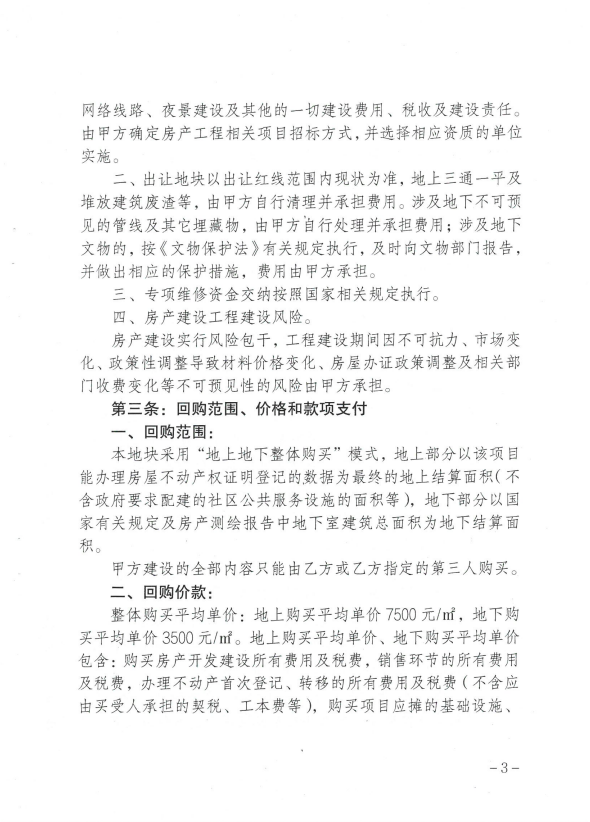 网络线路、夜景建设及其他的一切建设费用、税收及建设责任。
由甲方确定房产工程相关项目招标方式,并选择相应资质的单位
实施。
二、出让地块以出让红线范围内现状为准,地上三通一平及
堆放建筑废渣等,由甲方自行清理并承担费用。涉及地下不可预
见的管线及其它埋藏物,由甲方自行处理并承担费用;涉及地下
文物的,按《文物保护法》有关规定执行,及时向文物部门报告,
并做出相应的保护措施,费用由甲方承担。
三、专项维修资金交纳按照国家相关规定执行。
四、房产建设工程建设风险。
房产建设实行风险包干,工程建设期间因不可抗力、市场变
化、政策性调整导致材料价格变化、房屋办证政策调整及相关部
门收费变化等不可预见性的风险由甲方承担。
第三条:回购范围、价格和款项支付
一、回购范围:
本地块采用“地上地下整体购买”模式,地上部分以该项目
能办理房屋不动产权证明登记的数据为最终的地上结算面积(不
含政府要求配建的社区公共服务设施的面积等),地下部分以国
家有关规定及房产测绘报告中地下室建筑总面积为地下结算面
积。
甲方建设的全部内容只能由乙方或乙方指定的第三人购买。
二、回购价款:
整体购买平均单价:地上购买平均单价7500元/㎡,地下购
买平均单价3500元/㎡。地上购买平均单价、地下购买平均单价
包含:购买房产开发建设所有费用及税费,销售环节的所有费用
及税费,办理不动产首次登记、转移的所有费用及税费(不含应
由买受人承担的契税、工本费等),购买项目应摊的基础设施、
-3-